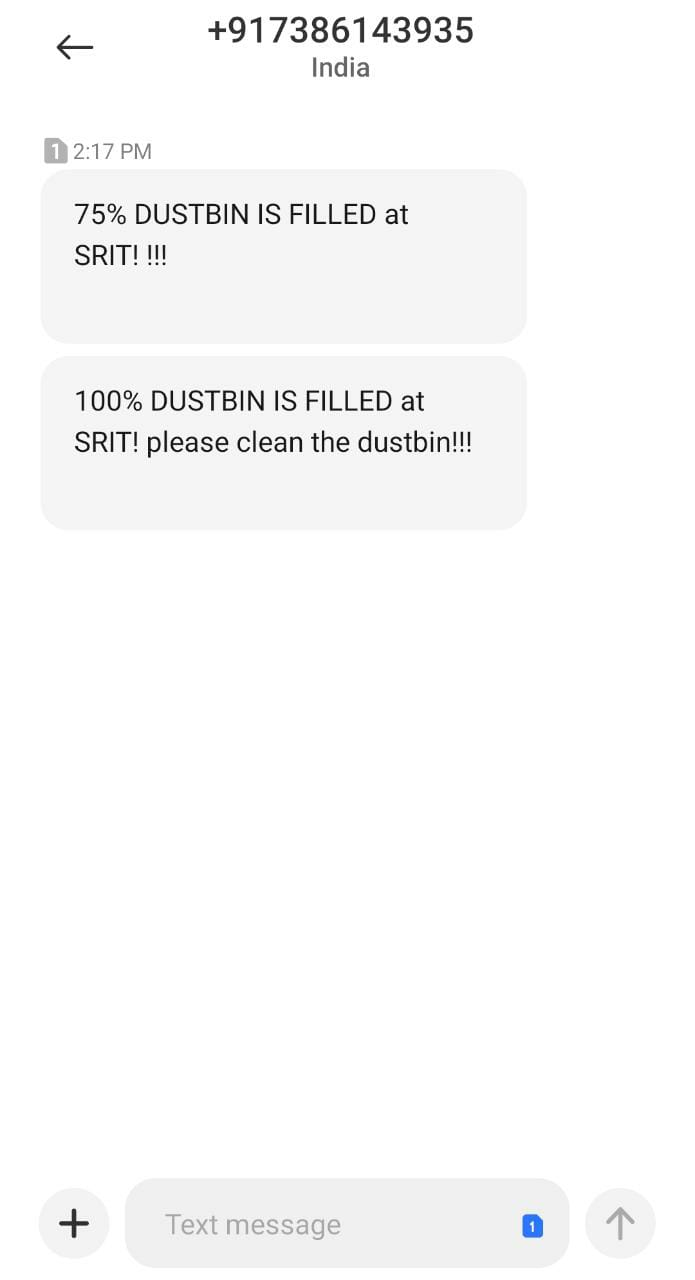 +917386143935
India
1 2:17 PM
75% DUSTBIN IS FILLED at
SRIT! !!!
100% DUSTBIN IS FILLED at
SRIT! please clean the dustbin!!!
Text message 1